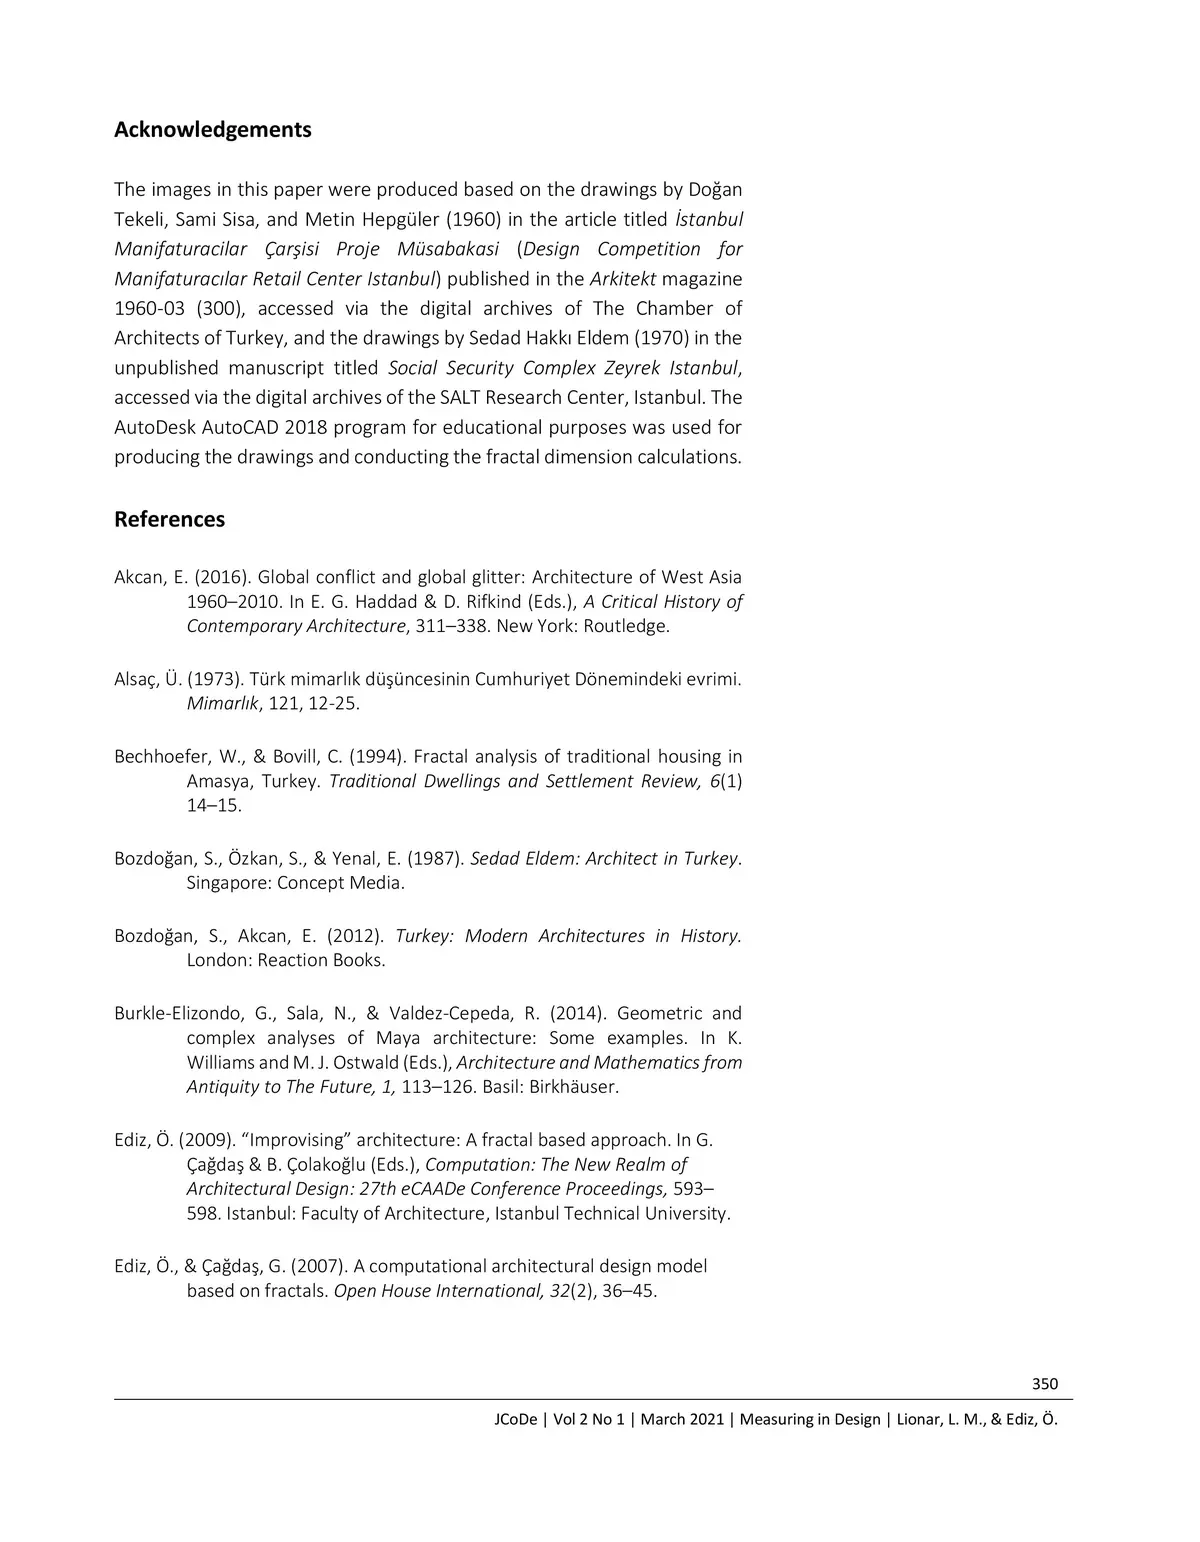 Acknowledgements
The images in this paper were produced based on the drawings by Doğan
Tekeli, Sami Sisa, and Metin Hepgüler (1960) in the article titled İstanbul
Manifaturacilar Çarşisi Proje Müsabakasi (Design Competition for
Manifaturacılar Retail Center Istanbul) published in the Arkitekt magazine
1960-03 (300), accessed via the digital archives of The Chamber of
Architects of Turkey, and the drawings by Sedad Hakkı Eldem (1970) in the
unpublished manuscript titled Social Security Complex Zeyrek Istanbul,
accessed via the digital archives of the SALT Research Center, Istanbul. The
AutoDesk AutoCAD 2018 program for educational purposes was used for
producing the drawings and conducting the fractal dimension calculations.
References
Akcan, E. (2016). Global conflict and global glitter: Architecture of West Asia
1960–2010. In E. G. Haddad & D. Rifkind (Eds.), A Critical History of
Contemporary Architecture, 311–338. New York: Routledge.
Alsaç, Ü. (1973). Türk mimarlık düşüncesinin Cumhuriyet Dönemindeki evrimi.
Mimarlık, 121, 12-25.
Bechhoefer, W., & Bovill, C. (1994). Fractal analysis of traditional housing in
Amasya, Turkey. Traditional Dwellings and Settlement Review, 6(1)
14–15.
Bozdoğan, S., Özkan, S., & Yenal, E. (1987). Sedad Eldem: Architect in Turkey.
Singapore: Concept Media.
Bozdoğan, S., Akcan, E. (2012). Turkey: Modern Architectures in History.
London: Reaction Books.
Burkle-Elizondo, G., Sala, N., & Valdez-Cepeda, R. (2014). Geometric and
complex analyses of Maya architecture: Some examples. In K.
Williams and M. J. Ostwald (Eds.), Architecture and Mathematics from
Antiquity to The Future, 1, 113–126. Basil: Birkhäuser.
Ediz, Ö. (2009). “Improvising” architecture: A fractal based approach. In G.
Çağdaş & B. Çolakoğlu (Eds.), Computation: The New Realm of
Architectural Design: 27th eCAADe Conference Proceedings, 593–
598. Istanbul: Faculty of Architecture, Istanbul Technical University.
Ediz, Ö., & Çağdaş, G. (2007). A computational architectural design model
based on fractals. Open House International, 32(2), 36–45.
350
JCoDe | Vol 2 No 1 | March 2021 | Measuring in Design | Lionar, L. M., & Ediz, Ö.